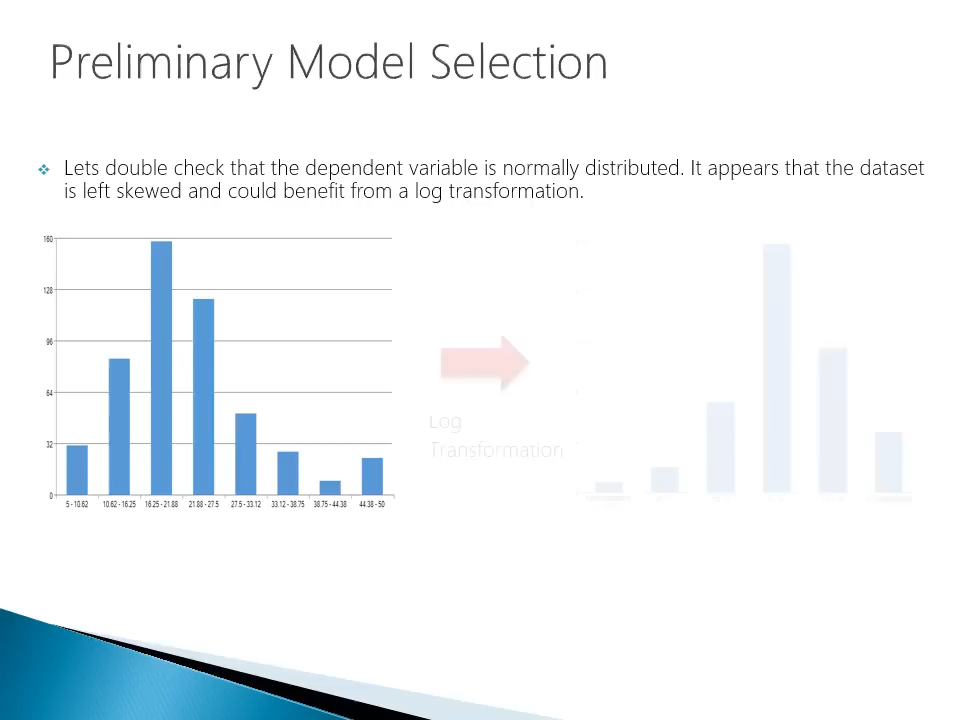 Preliminary Model Selection
Lets double check that the dependent variable is normally distributed. It appears that the dataset
is left skewed and could benefit from a log transformation.
160
128
96
64
32
0
5 - 10.62 10.62 - 16.25 16.25 - 21.88 21.88 - 27.5 27.5 - 33.12 33.12 - 38.75 38.75 - 44.38 44.38 - 50
Log
Transformation